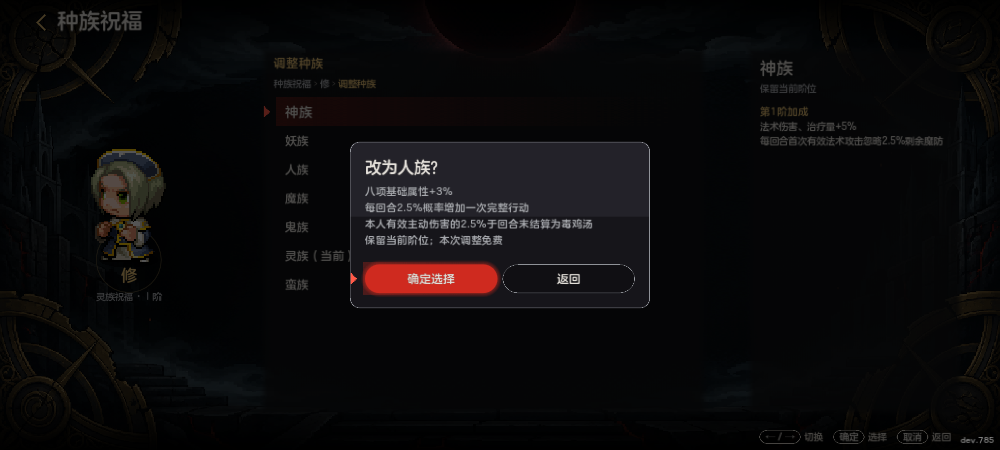 种族祝福
调整种族
种族祝福·修·调整种族
神族
妖族
人族
魔族
鬼族
灵族(当前)
蛮族
修
灵族祝福·I阶
神族
保留当前阶位
第1阶加成
法术伤害、治疗量+5%
每回合首次有效法术攻击忽略2.5%剩余魔防
改为人族?
八项基础属性+3%
每回合2.5%概率增加一次完整行动
本人有效主动伤害的2.5%于回合末结算为毒鸡汤
保留当前阶位；本次调整免费
确定选择
返回
←/→ 切换 确定 选择 取消 返回
dev.785